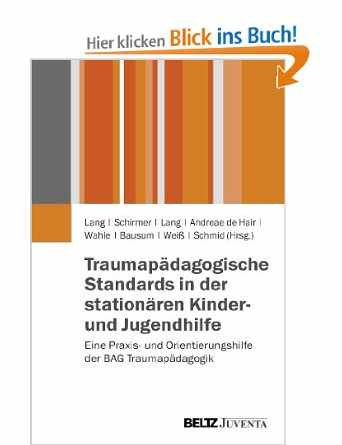 Hier klicken Blick ins Buch!
Lang | Schirmer | Lang | Andreae de Hair |
Wahle | Bausum | Weiß | Schmid (Hrsg.)
Traumapädagogische
Standards in der
stationären Kinder-
und Jugendhilfe
Eine Praxis- und Orientierungshilfe
der BAG Traumapädagogik
BELTZ JUVENTA